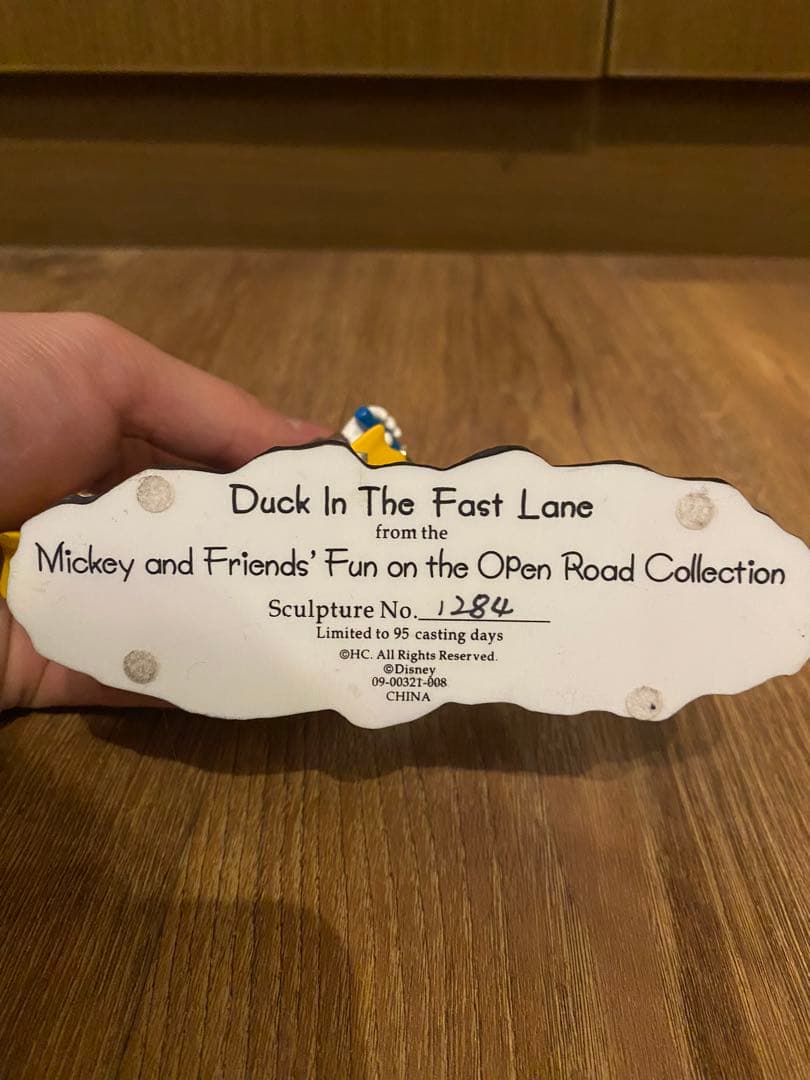 Duck In The Fast Lane
from the
Mickey and Friends' Fun on the Open Road Collection
Sculpture No. 1284
Limited to 95 casting days
©HC. All Rights Reserved.
©Disney
09-00321-008
CHINA